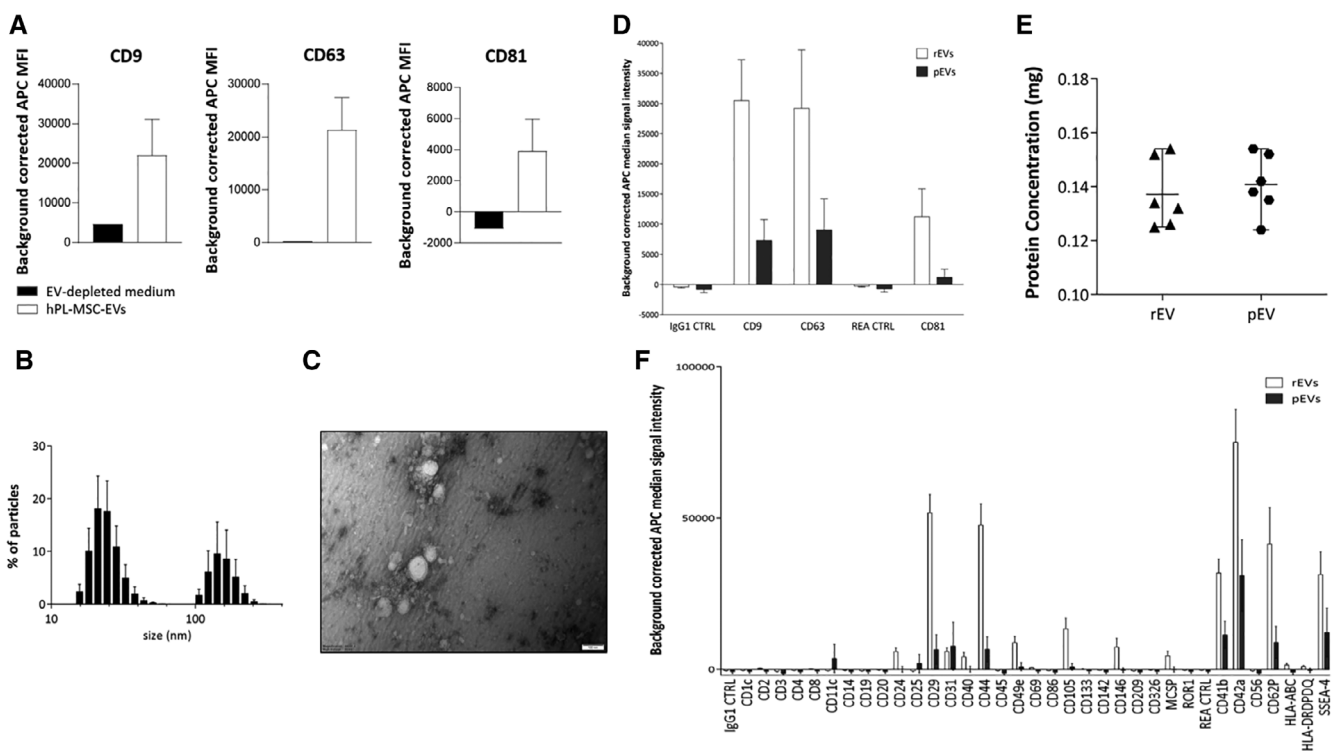 A
CD9
CD63
CD81
Background corrected APC MFI
40000
30000
20000
10000
0
Background corrected APC MFI
30000
20000
10000
0
Background corrected APC MFI
8000
6000
4000
2000
0
-2000
EV-depleted medium
hPL-MSC-EVs
D
Background corrected APC median signal intensity
40000
35000
30000
25000
20000
15000
10000
5000
0
-5000
rEVs
pEVs
IgG1 CTRL
CD9
CD63
REA CTRL
CD81
E
Protein Concentration (mg)
0.18
0.16
0.14
0.12
0.10
rEV
pEV
B
% of particles
30
20
10
0
10
100
size (nm)
C
F
Background corrected APC median signal intensity
100000
50000
0
rEVs
pEVs
IgG1 CTRL
CD1c
CD2
CD3
CD4
CD8
CD11c
CD14
CD19
CD20
CD24
CD25
CD29
CD31
CD40
CD44
CD45
CD49e
CD69
CD86
CD105
CD133
CD142
CD146
CD209
CD326
MCSP
ROR1
REA CTRL
CD41b
CD42a
CD56
CD62P
HLA-ABC
HLA-DRDPDQ
SSEA-4